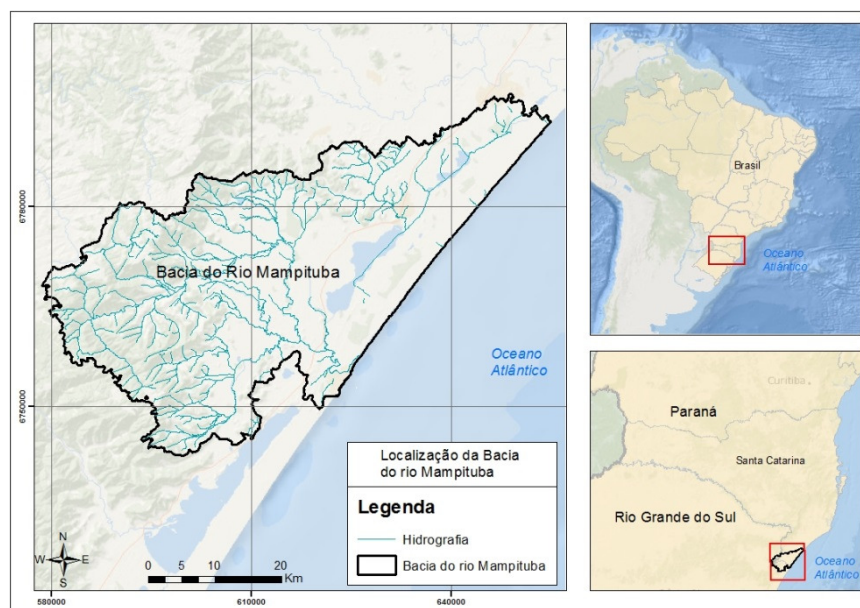 6780000
6750000
Bacia do Rio Mampituba
Oceano
Atlântico
Localização da Bacia
do rio Mampituba
Legenda
Hidrografia
Bacia do rio Mampituba
N
W
E
S
0 5 10 20
Km
580000
610000
640000
Brasil
Oceano
Atlântico
Curitiba
Paraná
Santa Catarina
Rio Grande do Sul
Oceano
Atlântico